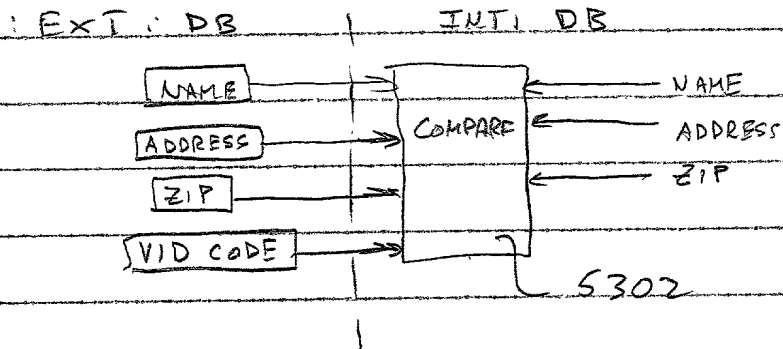 : EXT: DB INT: DB
NAME NAME
COMPARE
ADDRESS ADDRESS
ZIP ZIP
VID CODE
5302